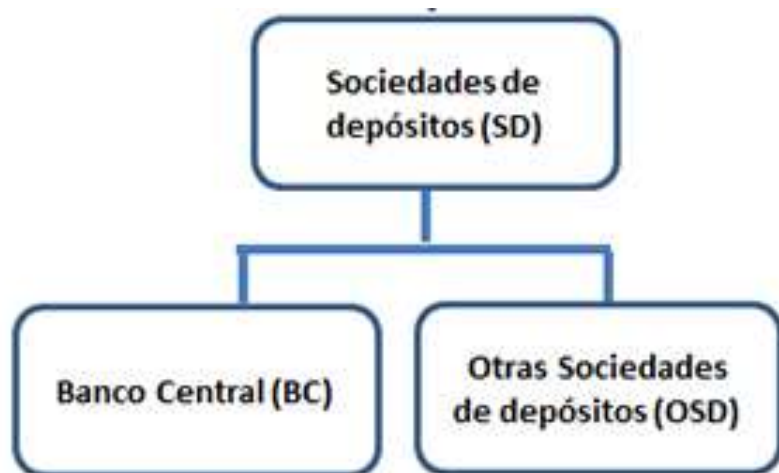 Sociedades de
depósitos (SD)
Banco Central (BC)
Otras Sociedades
de depósitos (OSD)